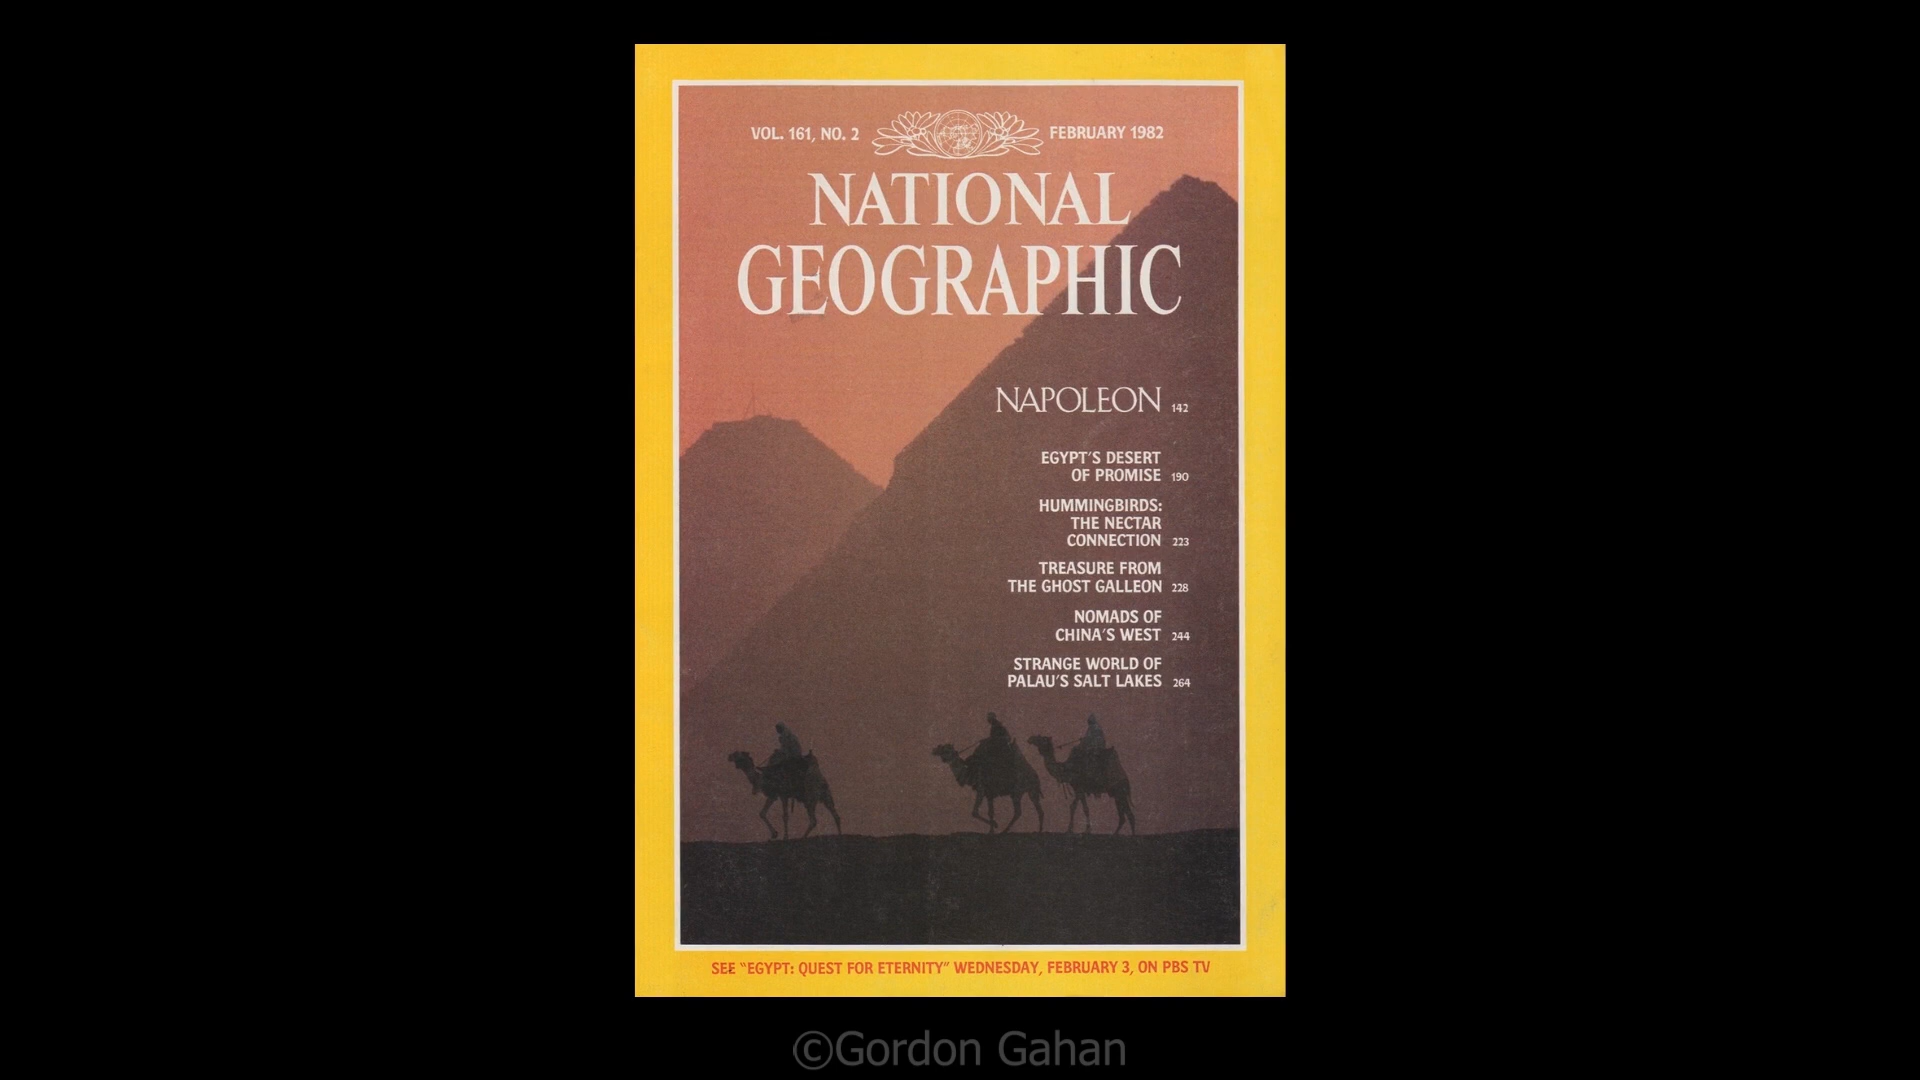 VOL. 161, NO. 2 FEBRUARY 1982
NATIONAL
GEOGRAPHIC
NAPOLEON 142
EGYPT'S DESERT
OF PROMISE 190
HUMMINGBIRDS:
THE NECTAR
CONNECTION 223
TREASURE FROM
THE GHOST GALLEON 228
NOMADS OF
CHINA'S WEST 244
STRANGE WORLD OF
PALAU'S SALT LAKES 264
SEE "EGYPT: QUEST FOR ETERNITY" WEDNESDAY, FEBRUARY 3, ON PBS TV
©Gordon Gahan